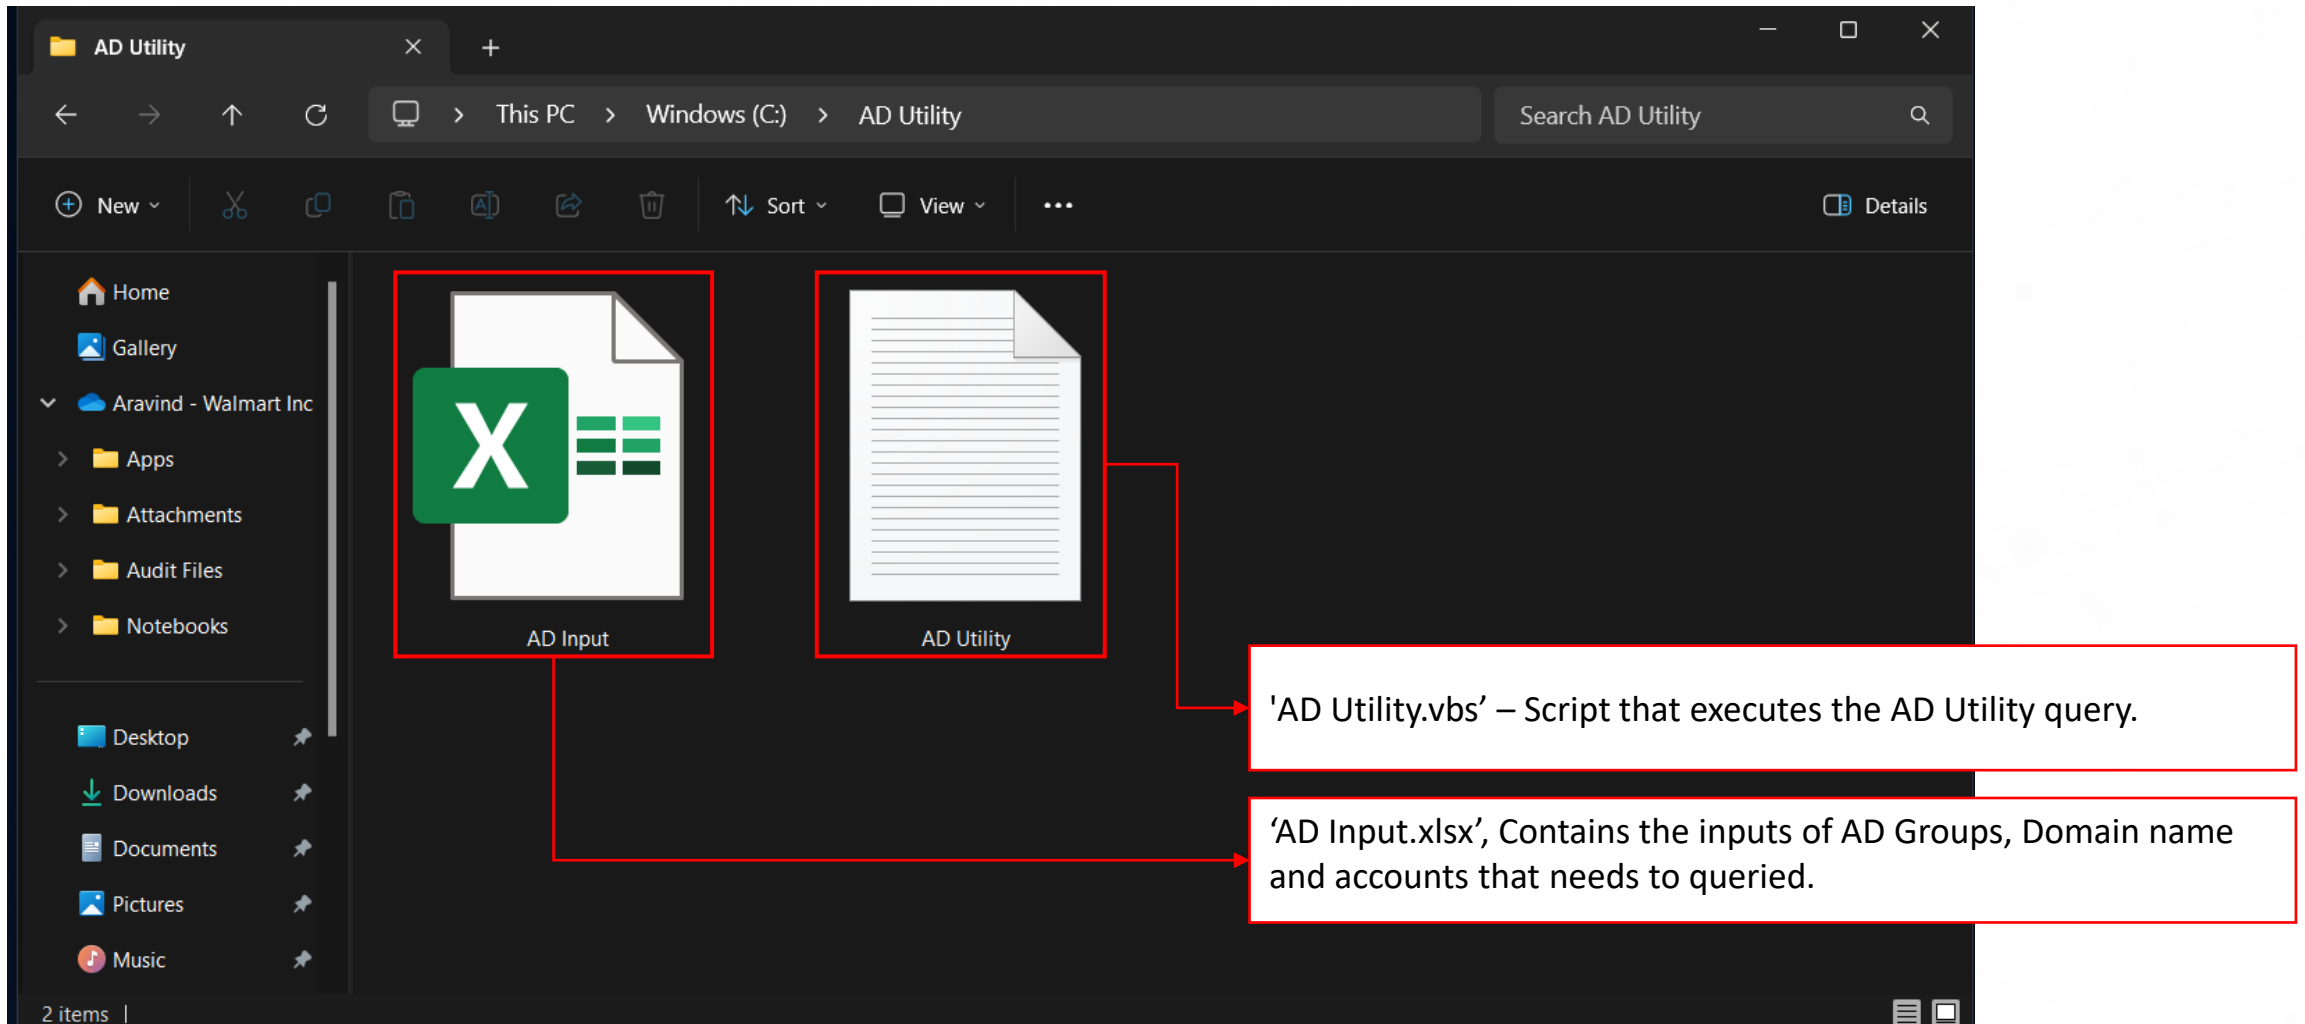 AD Utility
This PC > Windows (C:) > AD Utility
Search AD Utility
New
Sort
View
Details
Home
Gallery
Aravind - Walmart Inc
Apps
Attachments
Audit Files
Notebooks
Desktop
Downloads
Documents
Pictures
Music
AD Input
AD Utility
'AD Utility.vbs’ – Script that executes the AD Utility query.
‘AD Input.xlsx’, Contains the inputs of AD Groups, Domain name
and accounts that needs to queried.
2 items